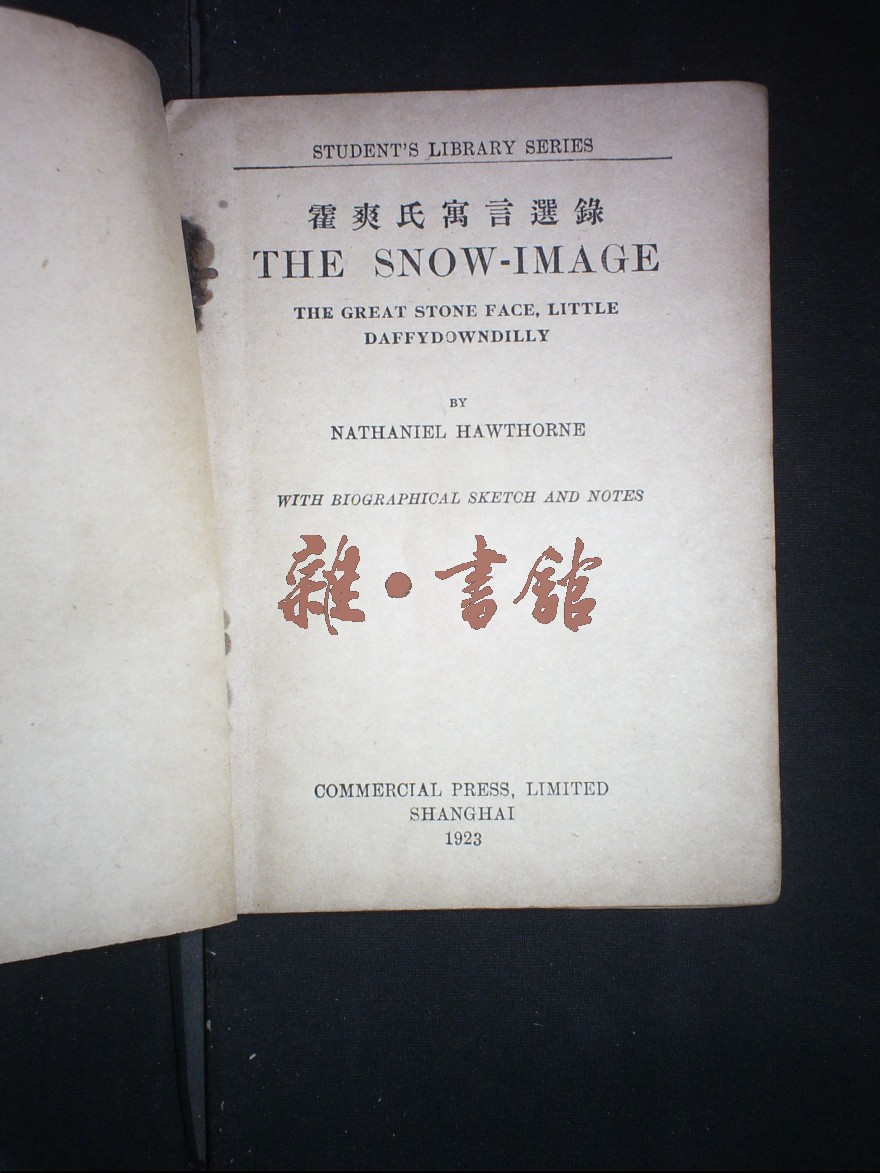 STUDENT'S LIBRARY SERIES
霍爽氏寓言選錄
THE SNOW-IMAGE
THE GREAT STONE FACE, LITTLE
DAFFYDOWNDILLY
BY
NATHANIEL HAWTHORNE
WITH BIOGRAPHICAL SKETCH AND NOTES
雜·書館
COMMERCIAL PRESS, LIMITED
SHANGHAI
1923